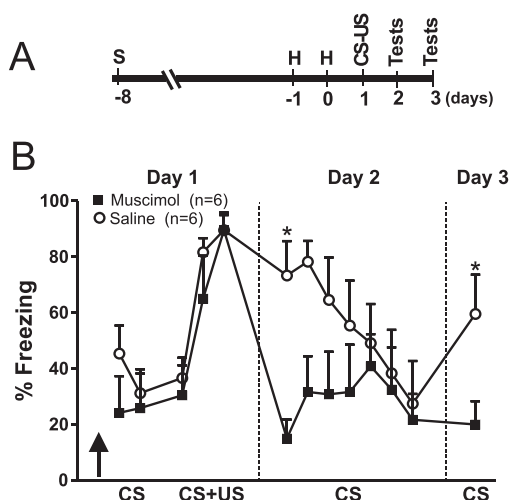 A
S H H CS-US Tests Tests
-8 -1 0 1 2 3 (days)
B
Day 1 Day 2 Day 3
Muscimol (n=6)
Saline (n=6)
% Freezing
100
80
60
40
20
0
* *
CS CS+US CS CS